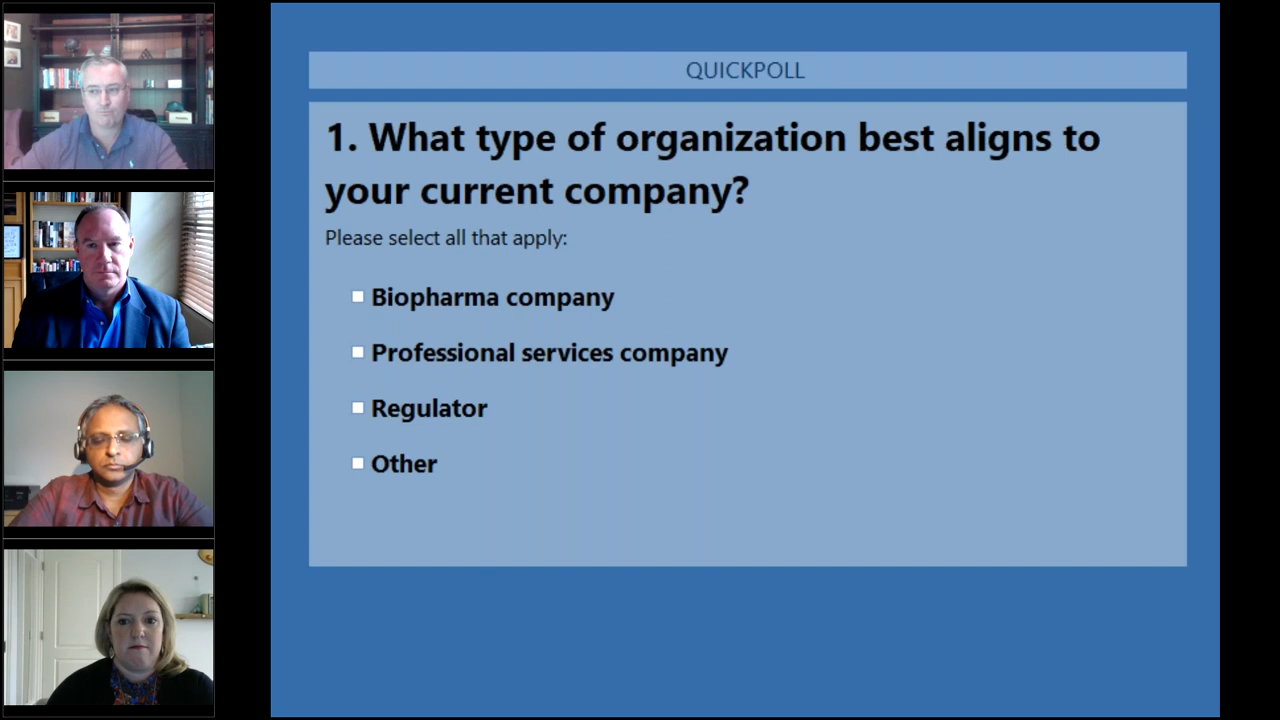 QUICKPOLL
1. What type of organization best aligns to
your current company?
Please select all that apply:
Biopharma company
Professional services company
Regulator
Other